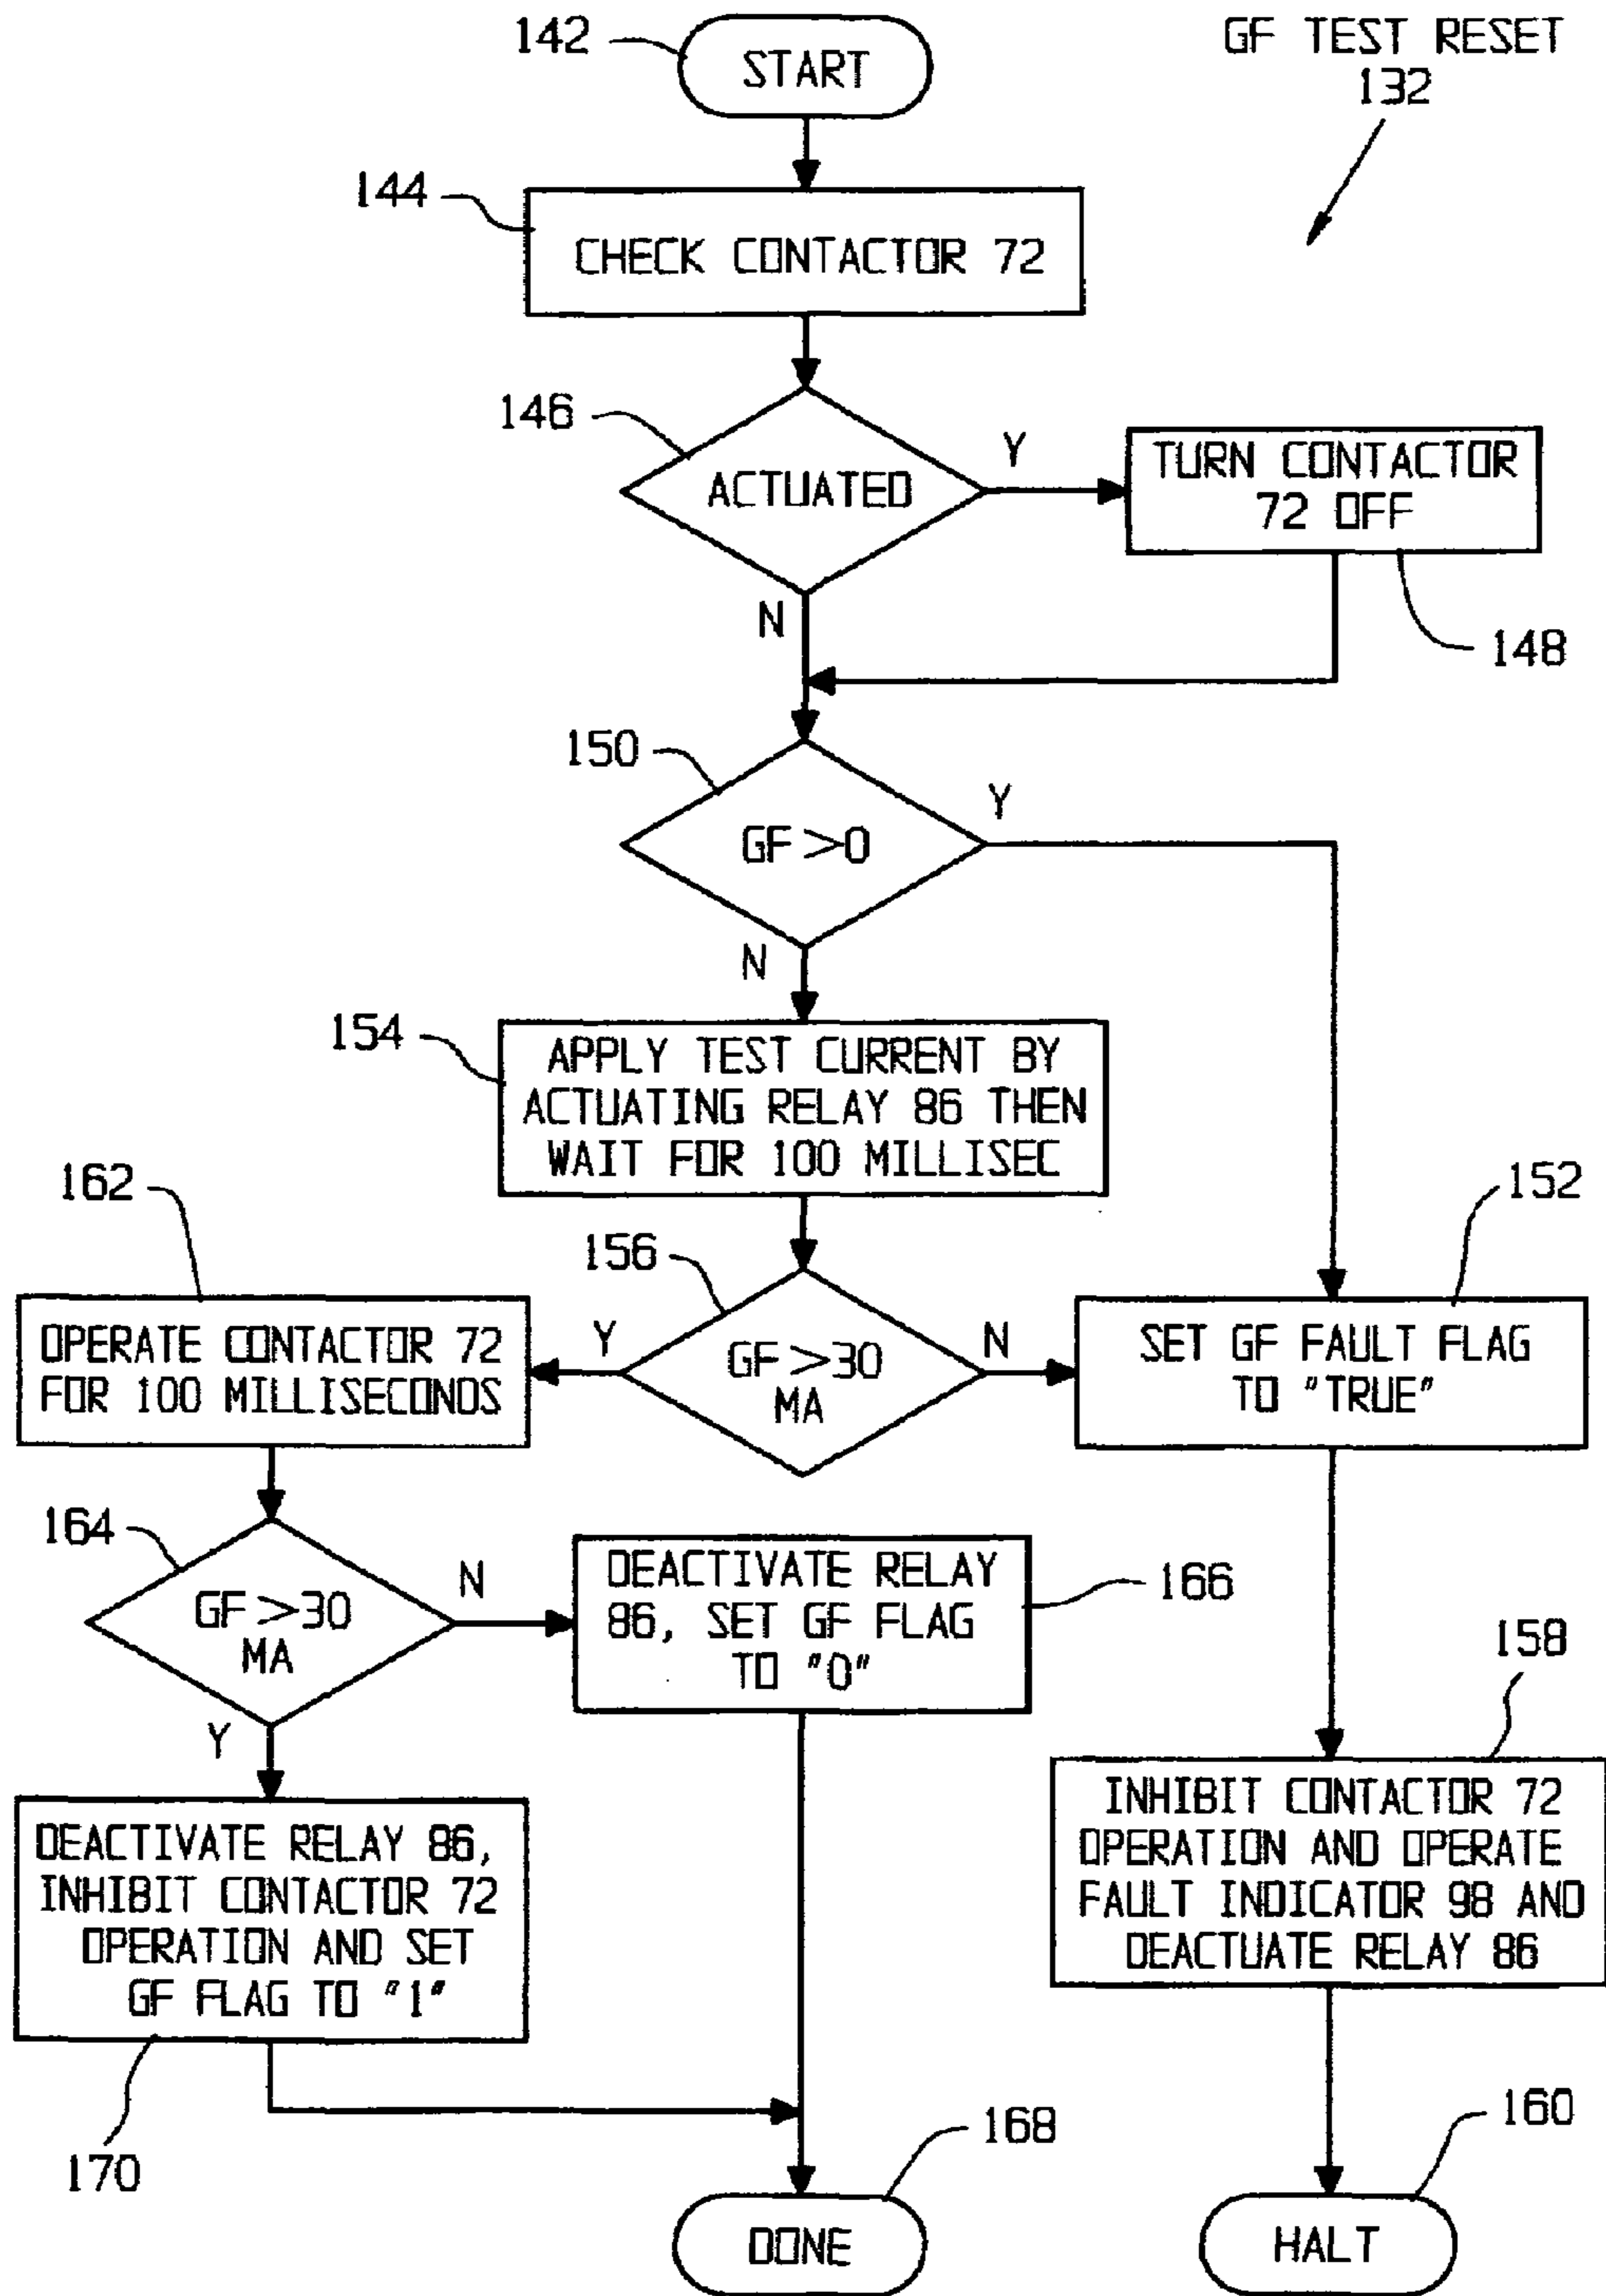 142
START
GF TEST RESET
132
144
CHECK CONTACTOR 72
146
ACTUATED
Y
TURN CONTACTOR
72 OFF
N
148
150
GF >0
Y
N
154
APPLY TEST CURRENT BY
ACTUATING RELAY 86 THEN
WAIT FOR 100 MILLISEC
162
152
156
OPERATE CONTACTOR 72
FOR 100 MILLISECONDS
Y
GF >30
MA
N
SET GF FAULT FLAG
TO "TRUE"
164
GF >30
MA
N
DEACTIVATE RELAY
86, SET GF FLAG
TO "0"
166
158
Y
DEACTIVATE RELAY 86,
INHIBIT CONTACTOR 72
OPERATION AND SET
GF FLAG TO "1"
INHIBIT CONTACTOR 72
OPERATION AND OPERATE
FAULT INDICATOR 98 AND
DEACTUATE RELAY 86
170
168
160
DONE
HALT